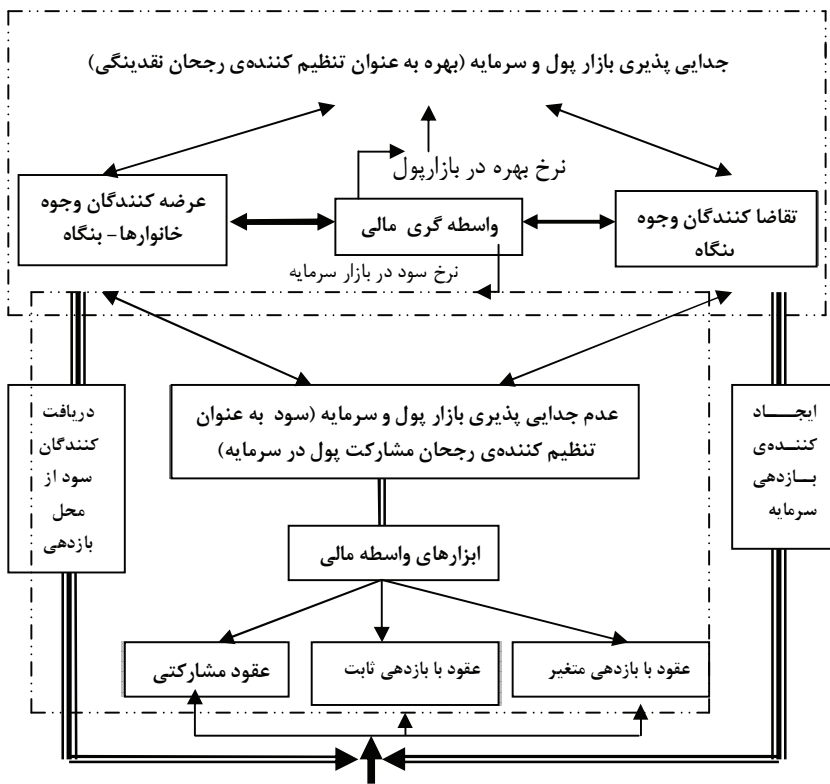 جدایی پذیری بازار پول و سرمایه (بهره به عنوان تنظیم کننده‌ی رجحان نقدینگی)
نرخ بهره در بازارپول
تقاضا کنندگان وجوه
بنگاه
واسطه گری مالی
عرضه کنندگان وجوه
خانوارها- بنگاه
نرخ سود در بازار سرمایه
ایجـــــاد
کننــده‌ی
بــازدهی
سرمایه
عدم جدایی پذیری بازار پول و سرمایه (سود به عنوان
تنظیم کننده‌ی رجحان مشارکت پول در سرمایه)
دریافت
کنندگان
سود از
محل
بازدهی
ابزارهای واسطه مالی
عقود با بازدهی متغیر
عقود با بازدهی ثابت
عقود مشارکتی